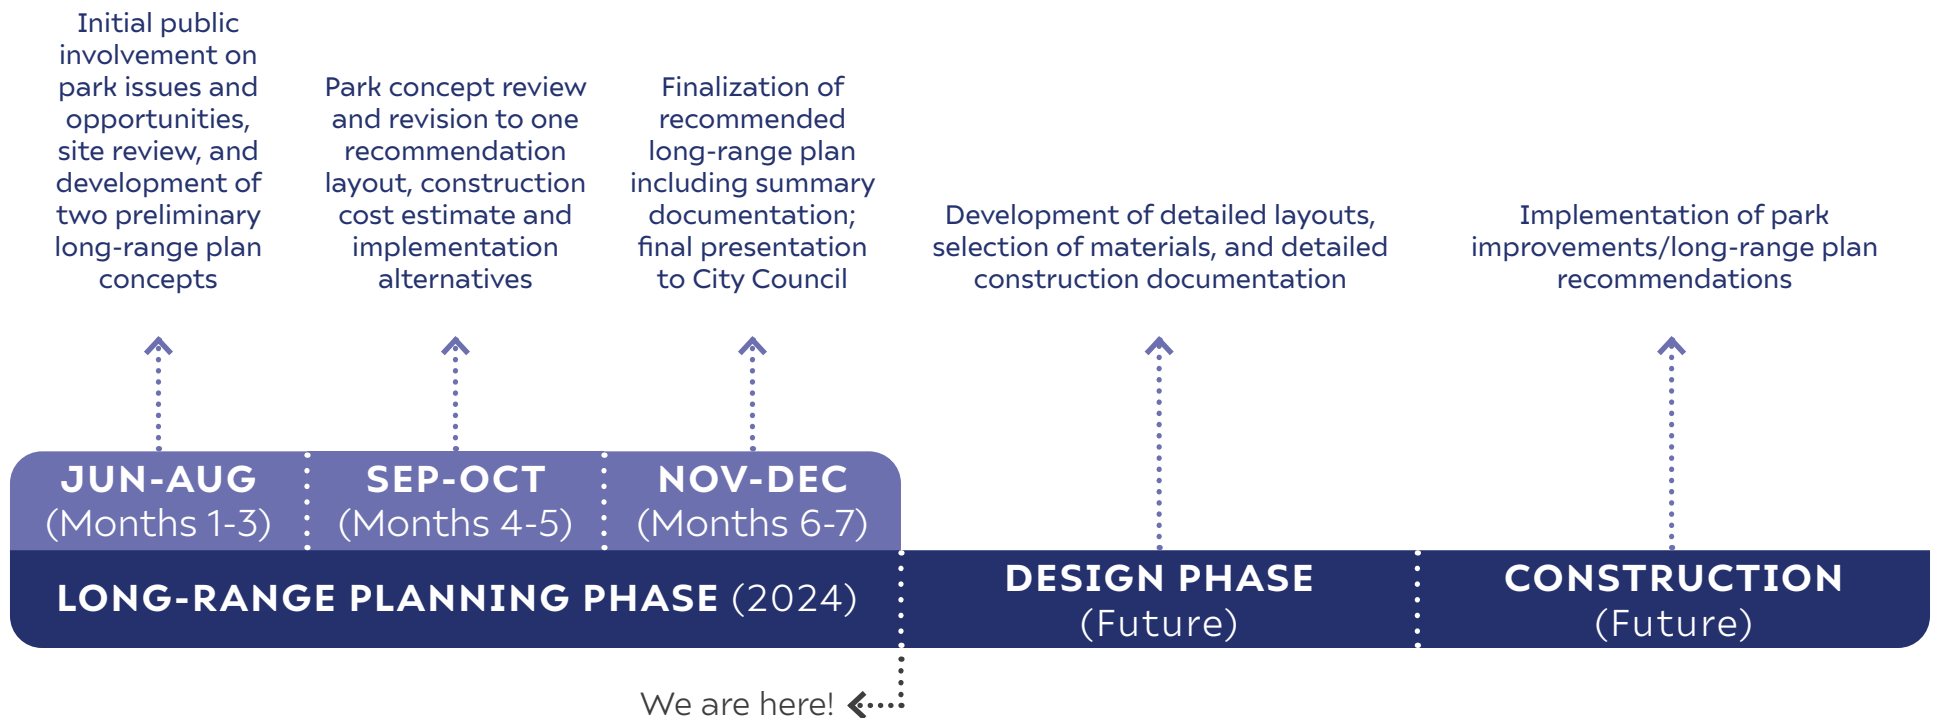 Initial public
involvement on
park issues and
opportunities,
site review, and
development of
two preliminary
long-range plan
concepts
Park concept review
and revision to one
recommendation
layout, construction
cost estimate and
implementation
alternatives
Finalization of
recommended
long-range plan
including summary
documentation;
final presentation
to City Council
Development of detailed layouts,
selection of materials, and detailed
construction documentation
Implementation of park
improvements/long-range plan
recommendations
JUN-AUG
(Months 1-3)
SEP-OCT
(Months 4-5)
NOV-DEC
(Months 6-7)
LONG-RANGE PLANNING PHASE (2024)
DESIGN PHASE
(Future)
CONSTRUCTION
(Future)
We are here!